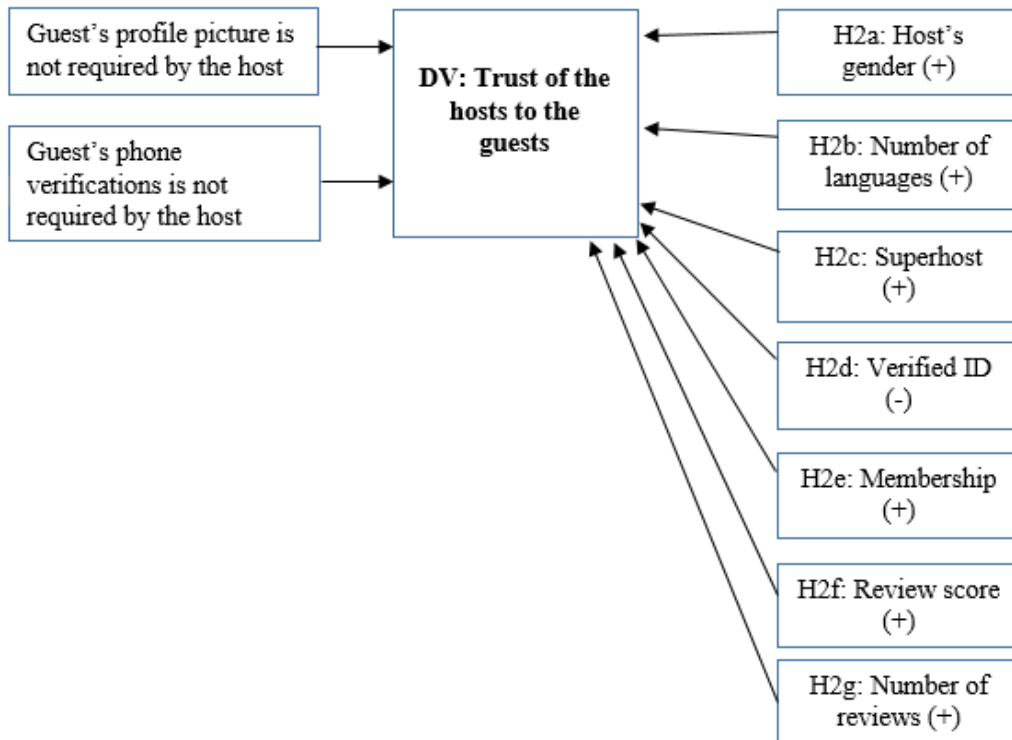 Guest’s profile picture is
not required by the host
Guest’s phone
verifications is not
required by the host
DV: Trust of the
hosts to the
guests
H2a: Host’s
gender (+)
H2b: Number of
languages (+)
H2c: Superhost
(+)
H2d: Verified ID
(-)
H2e: Membership
(+)
H2f: Review score
(+)
H2g: Number of
reviews (+)